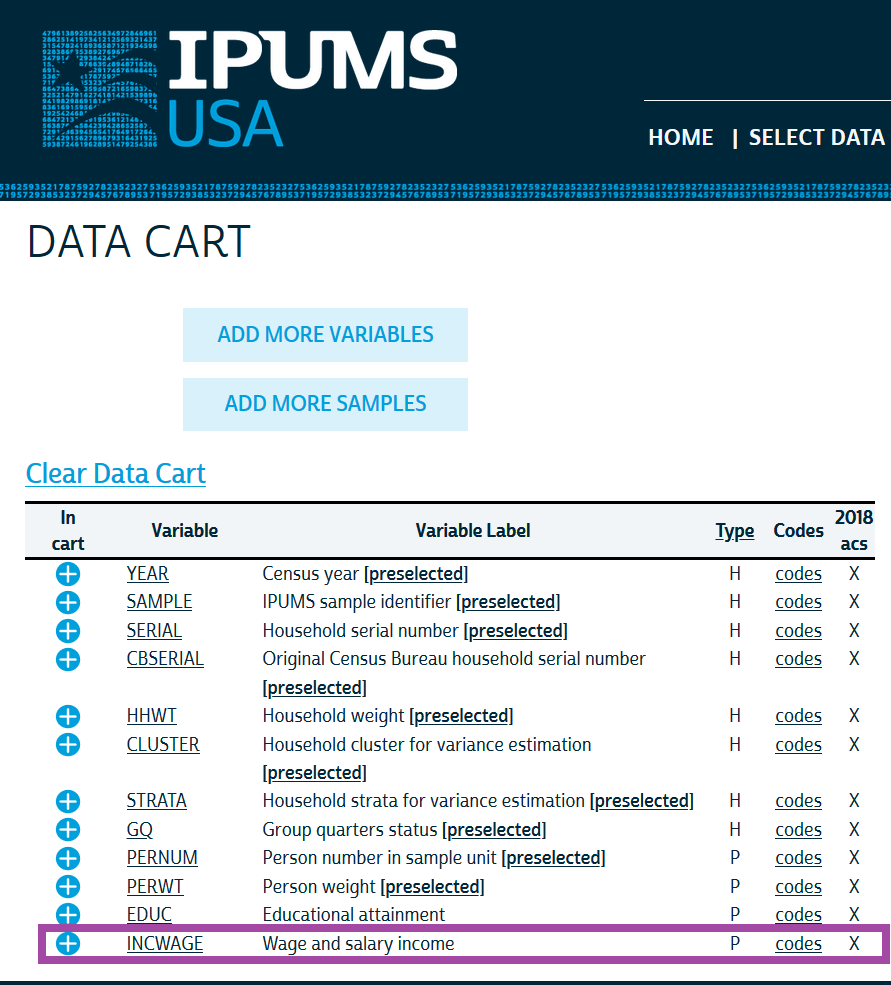 IPUMS
USA
HOME | SELECT DATA
DATA CART
ADD MORE VARIABLES
ADD MORE SAMPLES
Clear Data Cart
In cart Variable Variable Label Type Codes 2018 acs
YEAR Census year [preselected] H codes X
SAMPLE IPUMS sample identifier [preselected] H codes X
SERIAL Household serial number [preselected] H codes X
CBSERIAL Original Census Bureau household serial number H codes X
[preselected]
HHWT Household weight [preselected] H codes X
CLUSTER Household cluster for variance estimation H codes X
[preselected]
STRATA Household strata for variance estimation [preselected] H codes X
GQ Group quarters status [preselected] H codes X
PERNUM Person number in sample unit [preselected] P codes X
PERWT Person weight [preselected] P codes X
EDUC Educational attainment P codes X
INCWAGE Wage and salary income P codes X